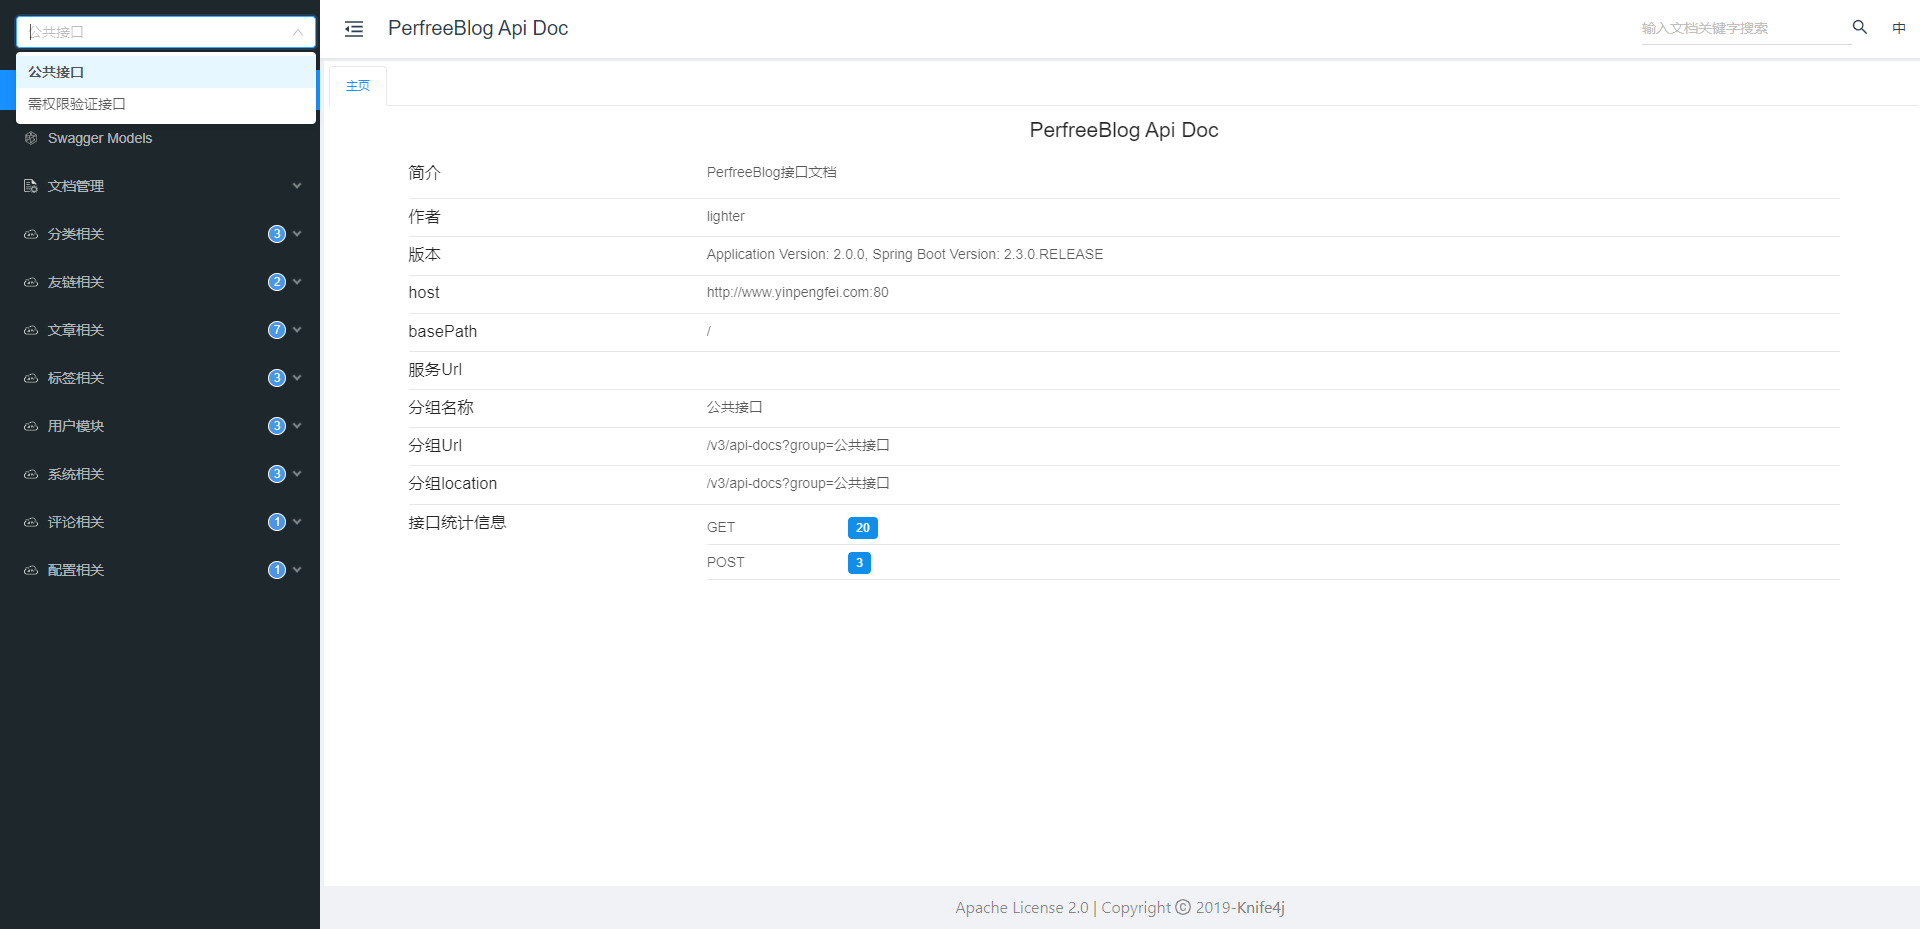 公共接口
公共接口
需权限验证接口
Swagger Models
文档管理
分类相关 3
友链相关 2
文章相关 7
标签相关 3
用户模块 3
系统相关 3
评论相关 1
配置相关 1
PerfreeBlog Api Doc
输入文档关键字搜索
中
主页
PerfreeBlog Api Doc
简介 PerfreeBlog接口文档
作者 lighter
版本 Application Version: 2.0.0, Spring Boot Version: 2.3.0.RELEASE
host http://www.yinpengfei.com:80
basePath /
服务Url
分组名称 公共接口
分组Url /v3/api-docs?group=公共接口
分组location /v3/api-docs?group=公共接口
接口统计信息 GET 20
POST 3
Apache License 2.0 | Copyright © 2019-Knife4j